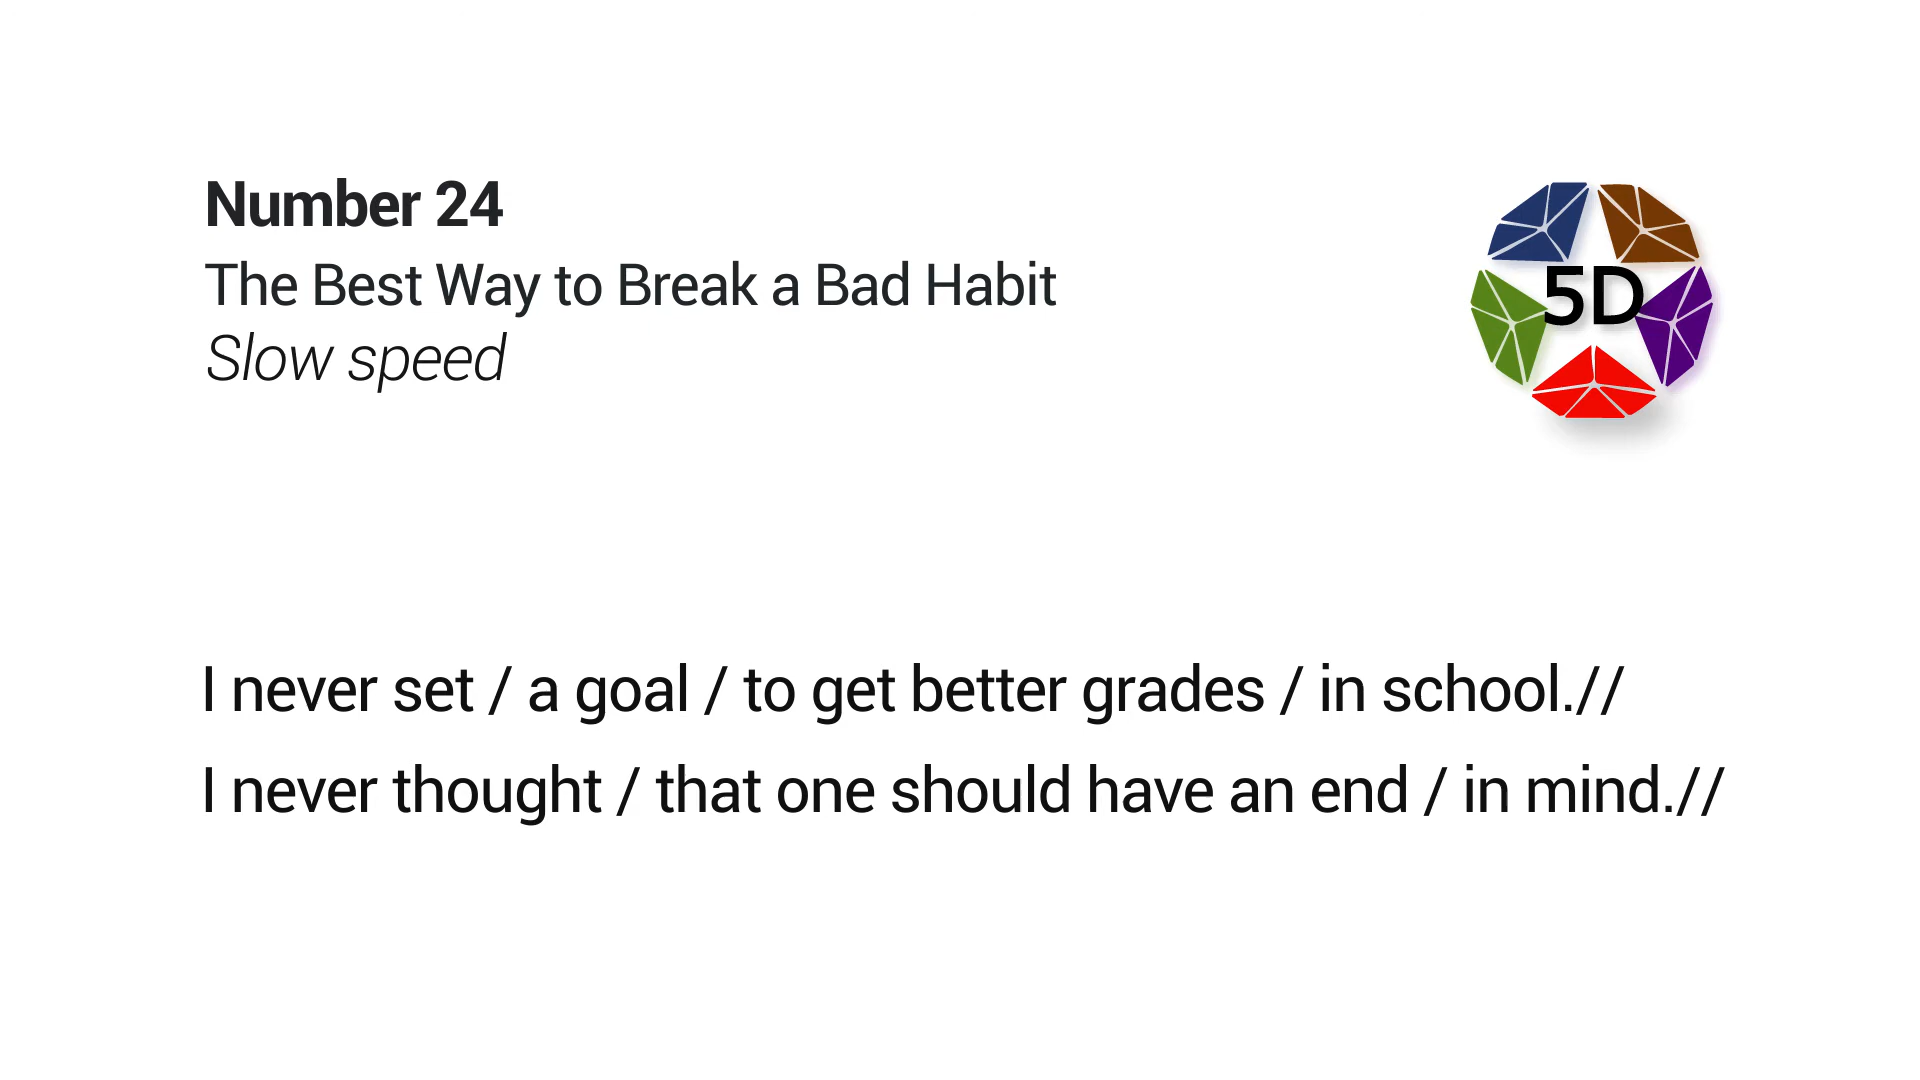 Number 24
The Best Way to Break a Bad Habit
Slow speed
5D
I never set / a goal / to get better grades / in school.//
I never thought / that one should have an end / in mind.//